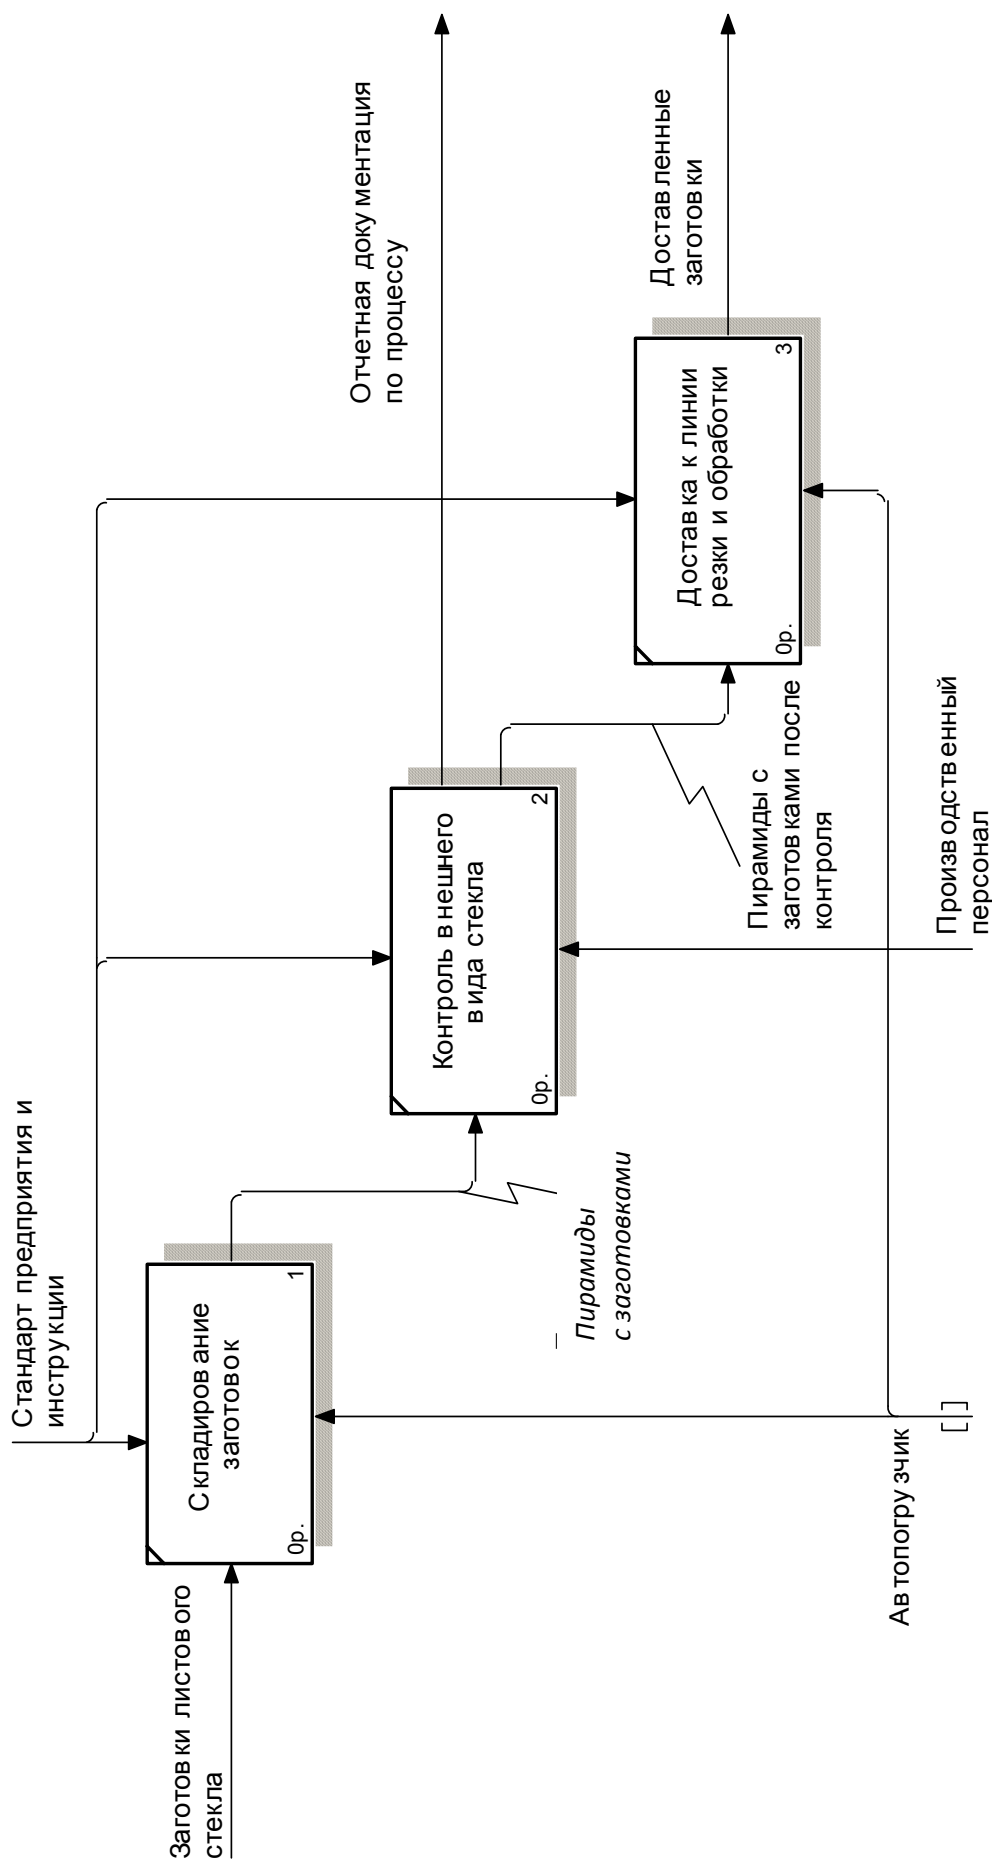 Стандарт предприятия и
инструкции
Заготовки листового
стекла
Складирование
заготовок
0р.
1
Пирамиды
с заготовками
Контроль внешнего
вида стекла
0р.
2
Отчетная документация
по процессу
Пирамиды с
заготовками после
контроля
Доставка к линии
резки и обработки
0р.
3
Доставленные
заготовки
Автопогрузчик
Производственный
персонал